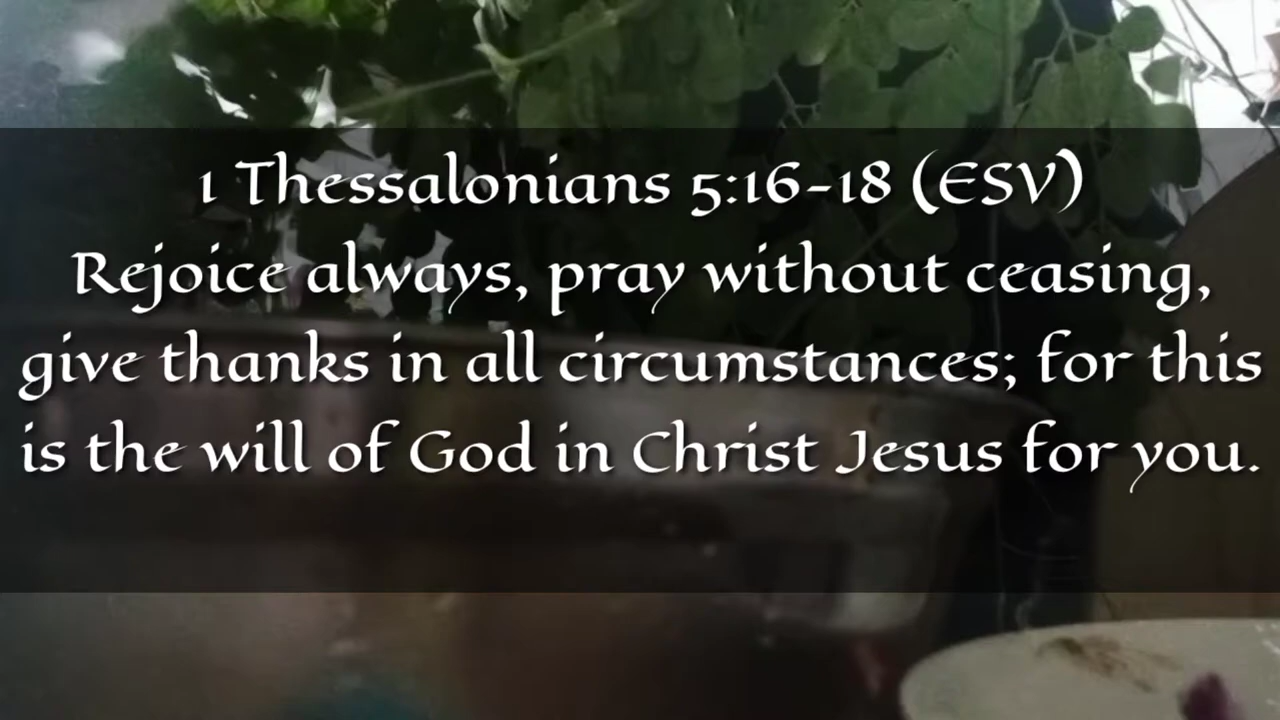 1 Thessalonians 5:16-18 (ESV)
Rejoice always, pray without ceasing,
give thanks in all circumstances; for this
is the will of God in Christ Jesus for you.